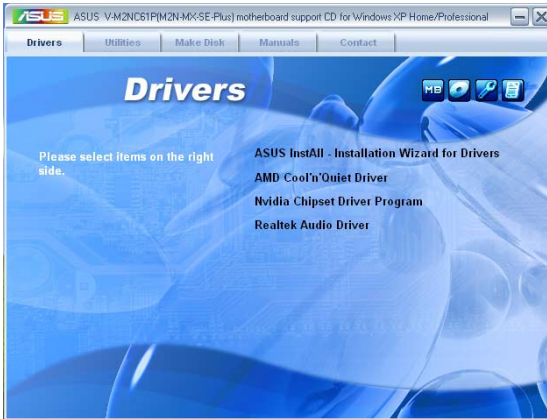 ASUS ASUS V-M2NC61P(M2N-MX-SE-Plus) motherboard support CD for Windows XP Home/Professional
Drivers Utilities Make Disk Manuals Contact
Drivers
MB
Please select items on the right
side.
ASUS InstAll - Installation Wizard for Drivers
AMD Cool'n'Quiet Driver
Nvidia Chipset Driver Program
Realtek Audio Driver